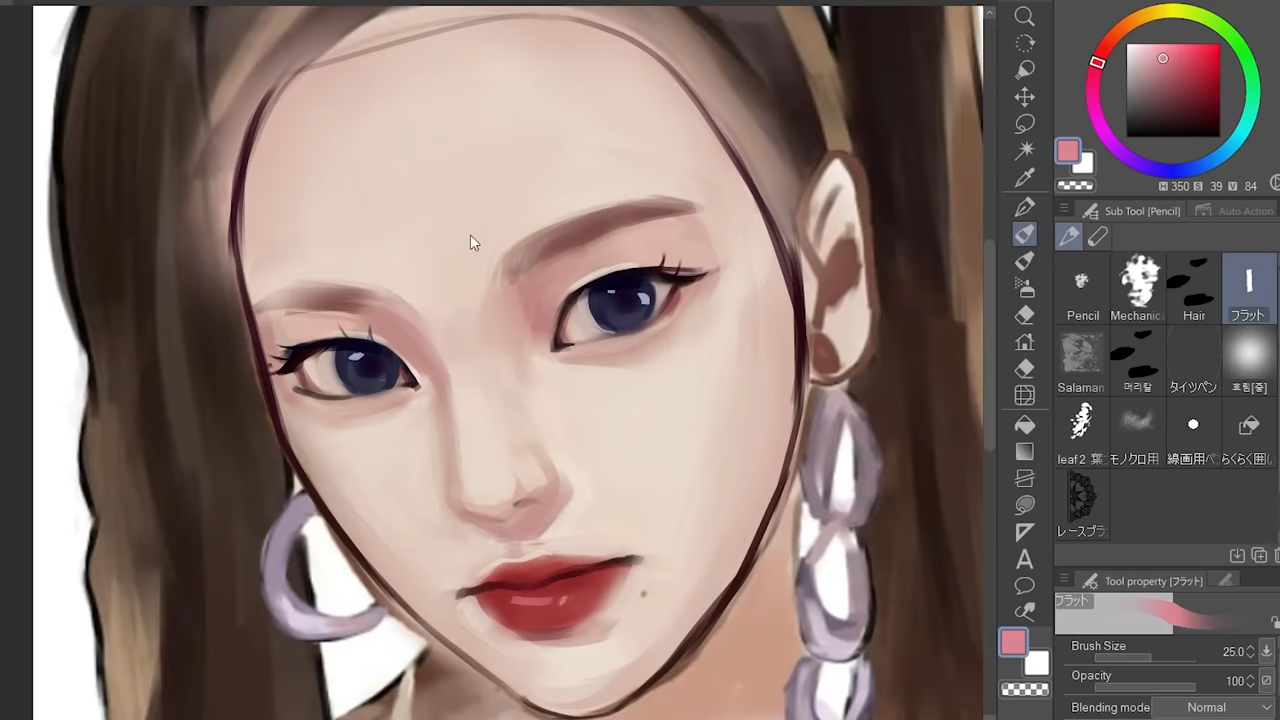 H 350 S 39 V 84
Sub Tool [Pencil] Auto Action
Pencil Mechanic Hair フラット
Salaman 머리칼 タイツペン 흐림[중]
leaf2 葉 モノクロ用 線画用ペ らくらく囲い
レースブラ
Tool property [フラット]
フラット
Brush Size 25.0
Opacity 100
Blending mode Normal